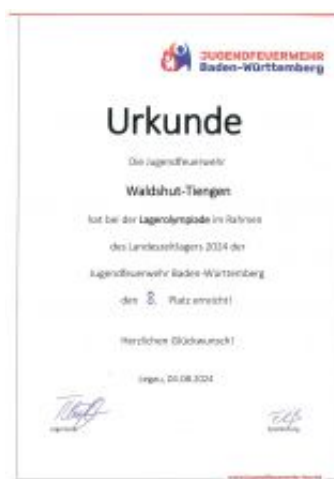 JUGENDFEUERWEHR
Baden-Württemberg
Urkunde
Die Jugendfeuerwehr
Waldshut-Tiengen
hat bei der Lagerolympiade im Rahmen
des Landeszeltlagers 2024 der
Jugendfeuerwehr Baden-Württemberg
den 8. Platz erreicht!
Herzlichen Glückwunsch!
03.08.2024